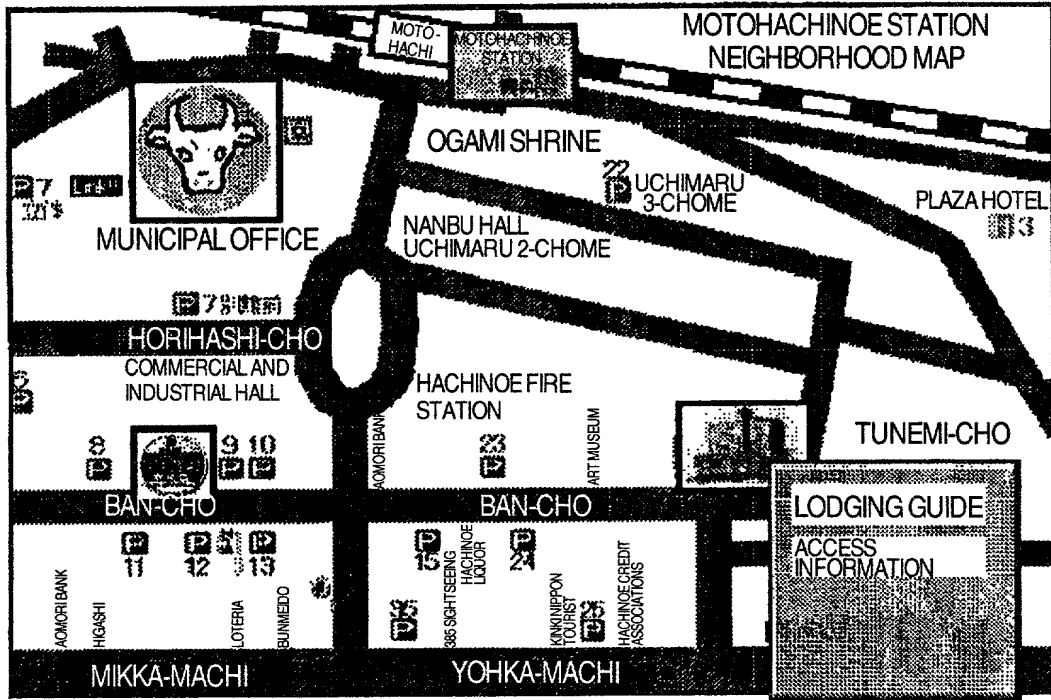 MOTO-
HACHI
MOTOHACHINOE
STATION
MOTOHACHINOE STATION
NEIGHBORHOOD MAP
OGAMI SHRINE
22
P
UCHIMARU
3-CHOME
PLAZA HOTEL
3
P 7
MUNICIPAL OFFICE
NANBU HALL
UCHIMARU 2-CHOME
P 7
HORIHASHI-CHO
COMMERCIAL AND
INDUSTRIAL HALL
HACHINOE FIRE
STATION
AOMORI BANK
ART MUSEUM
TUNEMI-CHO
8
P
9
P
10
P
23
P
BAN-CHO
BAN-CHO
LODGING GUIDE
ACCESS
INFORMATION
P
11
P
12
P
13
P
15
P
24
AOMORI BANK
HIGASHI
LOTERIA
BUNMEIDO
385 SIGHTSEEING
HACHINOE
LIQUOR
KINKI NIPPON
TOURIST
HACHINOE CREDIT
ASSOCIATIONS
MIKKA-MACHI
YOHKA-MACHI